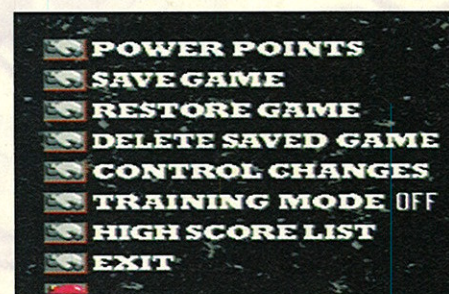 POWER POINTS
SAVE GAME
RESTORE GAME
DELETE SAVED GAME
CONTROL CHANGES
TRAINING MODE OFF
HIGH SCORE LIST
EXIT